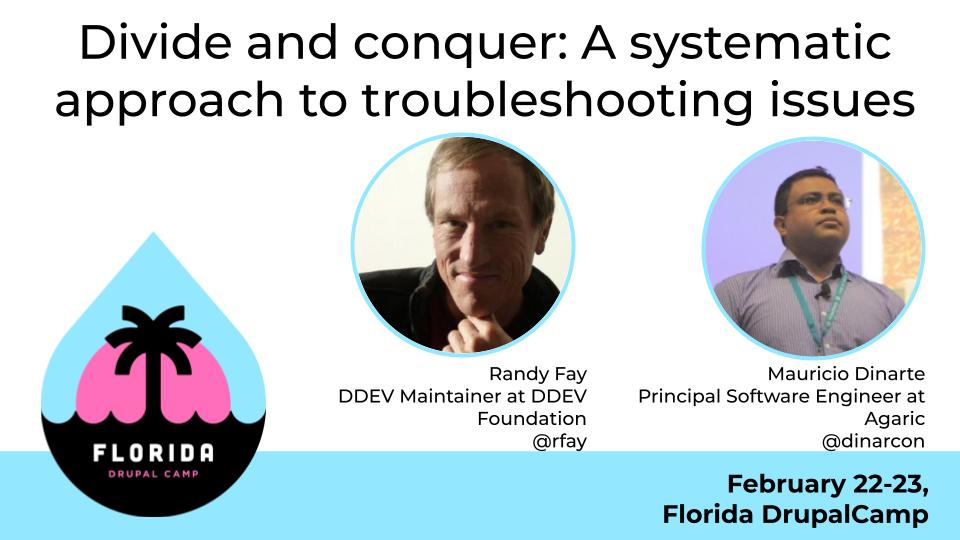 Divide and conquer: A systematic
approach to troubleshooting issues
Randy Fay
DDEV Maintainer at DDEV
Foundation
@rfay
Mauricio Dinarte
Principal Software Engineer at
Agaric
@dinarcon
FLORIDA
DRUPAL CAMP
February 22-23,
Florida DrupalCamp